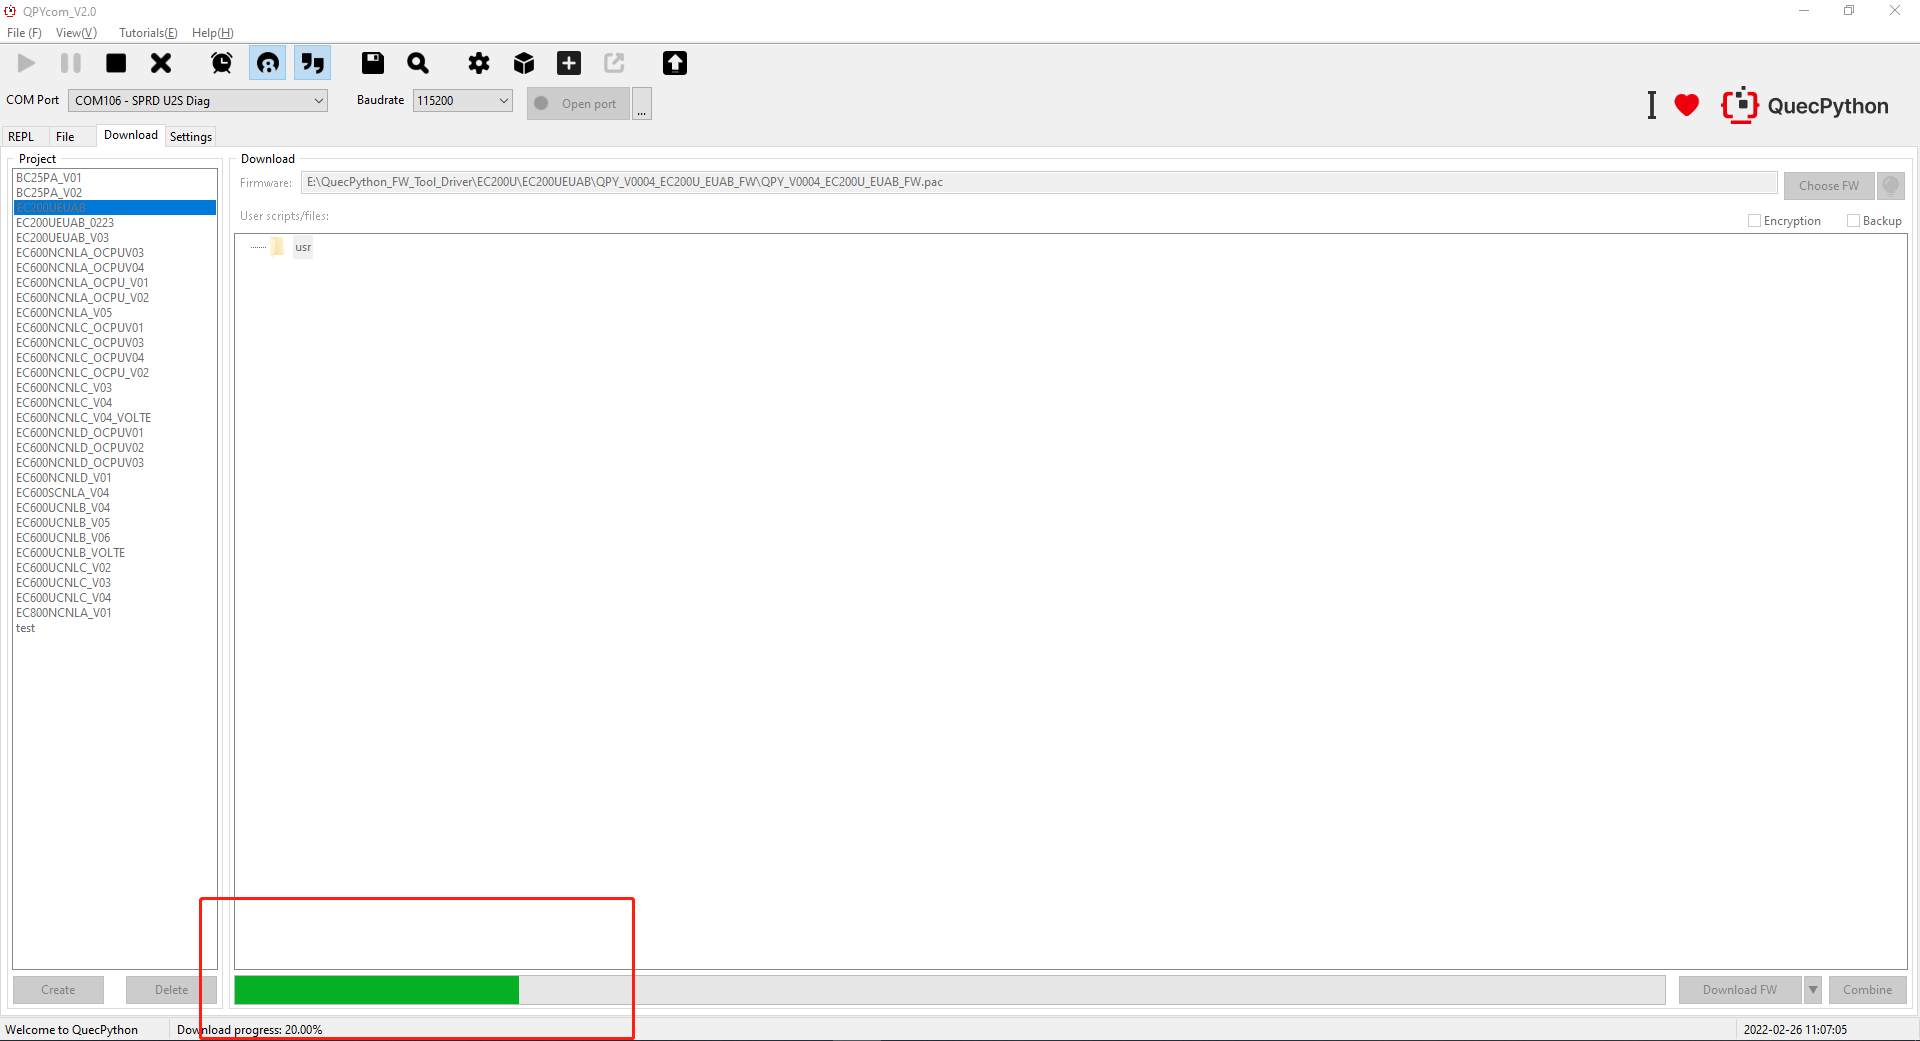 QPYcom_V2.0
File (F) View(V) Tutorials(E) Help(H)
COM Port COM106 - SPRD U2S Diag Baudrate 115200 Open port ...
I QuecPython
REPL File Download Settings
Project
BC25PA_V01
BC25PA_V02
EC200UEUAB
EC200UEUAB_0223
EC200UEUAB_V03
EC600NCNLA_OCPUV03
EC600NCNLA_OCPUV04
EC600NCNLA_OCPU_V01
EC600NCNLA_OCPU_V02
EC600NCNLA_V05
EC600NCNLC_OCPUV01
EC600NCNLC_OCPUV03
EC600NCNLC_OCPUV04
EC600NCNLC_OCPU_V02
EC600NCNLC_V03
EC600NCNLC_V04
EC600NCNLC_V04_VOLTE
EC600NCNLD_OCPUV01
EC600NCNLD_OCPUV02
EC600NCNLD_OCPUV03
EC600NCNLD_V01
EC600SCNLA_V04
EC600UCNLB_V04
EC600UCNLB_V05
EC600UCNLB_V06
EC600UCNLB_VOLTE
EC600UCNLC_V02
EC600UCNLC_V03
EC600UCNLC_V04
EC800NCNLA_V01
test
Create Delete
Download
Firmware: E:\QuecPython_FW_Tool_Driver\EC200U\EC200UEUAB\QPY_V0004_EC200U_EUAB_FW\QPY_V0004_EC200U_EUAB_FW.pac Choose FW
User scripts/files: Encryption Backup
usr
Download FW Combine
Welcome to QuecPython Download progress: 20.00% 2022-02-26 11:07:05